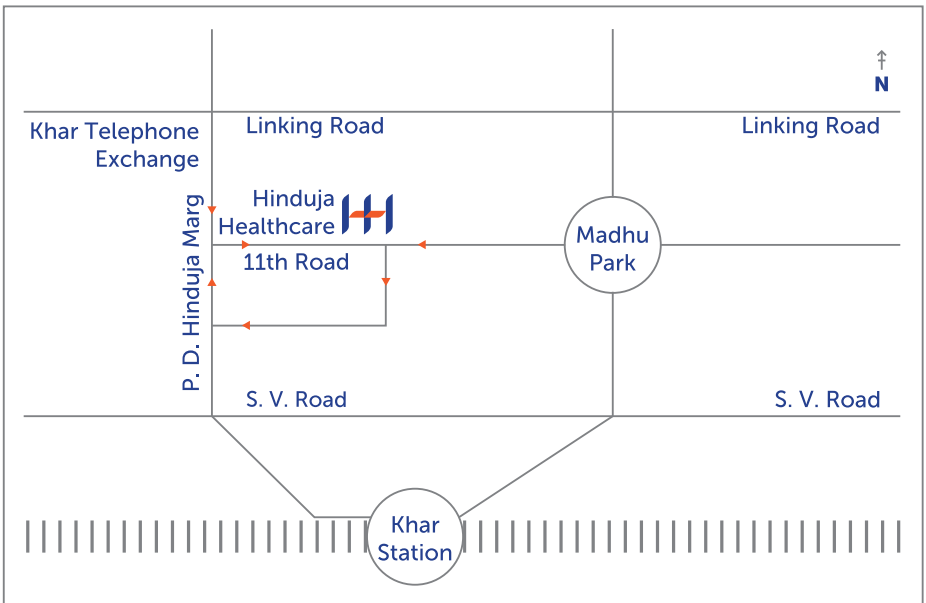 N
Khar Telephone
Exchange
Linking Road
Linking Road
P. D. Hinduja Marg
Hinduja
Healthcare
11th Road
Madhu
Park
S. V. Road
S. V. Road
Khar
Station